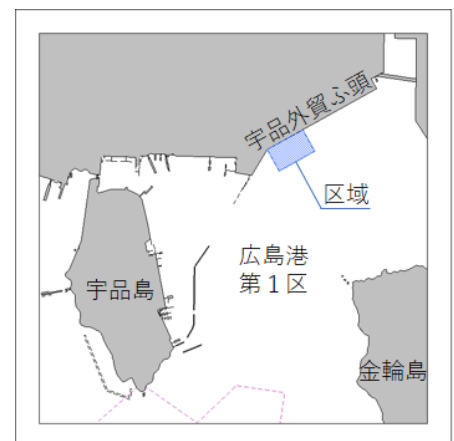 宇品外貿ふ頭
区域
広島港
第１区
宇品島
金輪島